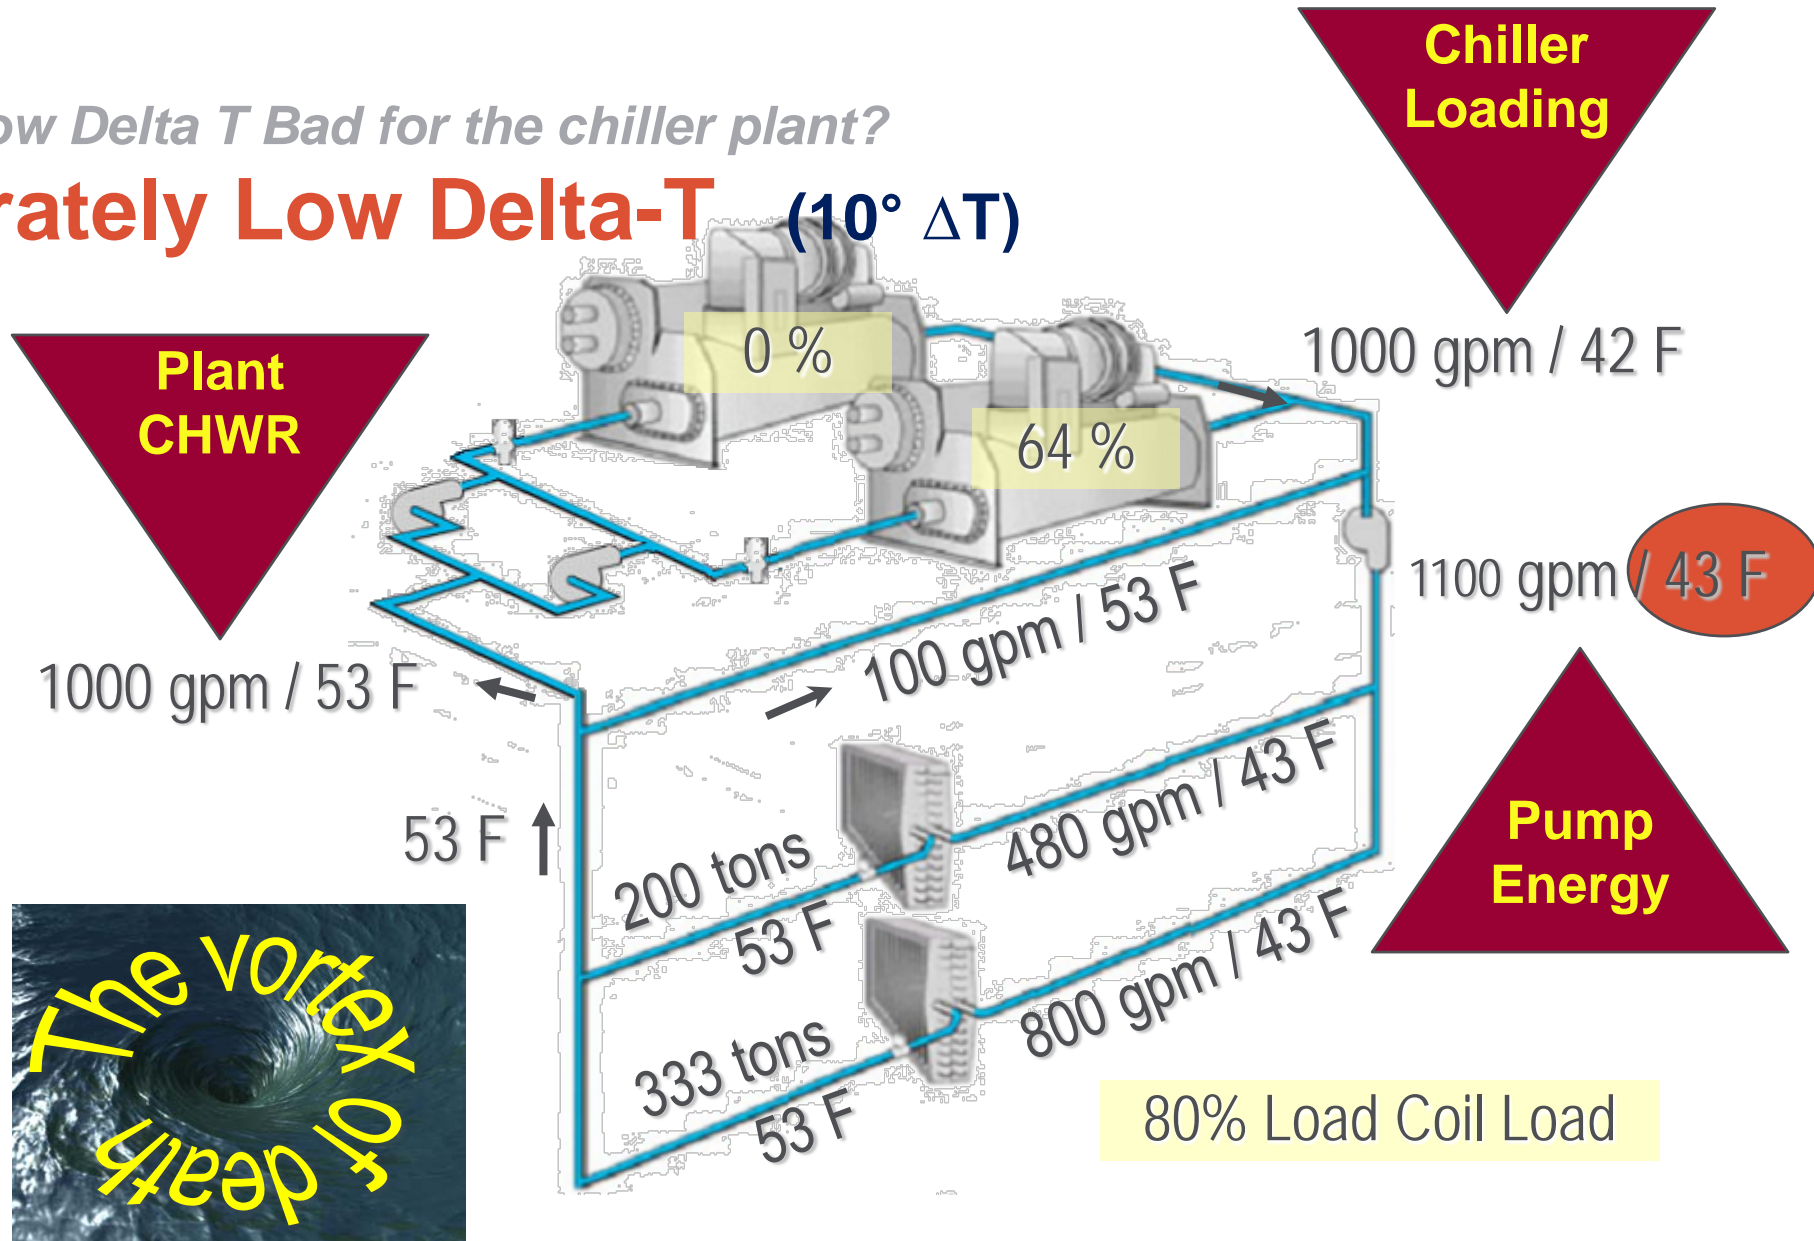 ow Delta T Bad for the chiller plant?
rately Low Delta-T (10° ΔT)
Chiller
Loading
Plant
CHWR
0 %
64 %
1000 gpm / 42 F
1100 gpm / 43 F
1000 gpm / 53 F
100 gpm / 53 F
53 F
200 tons
53 F
480 gpm / 43 F
333 tons
53 F
800 gpm / 43 F
Pump
Energy
The vortex of death
80% Load Coil Load